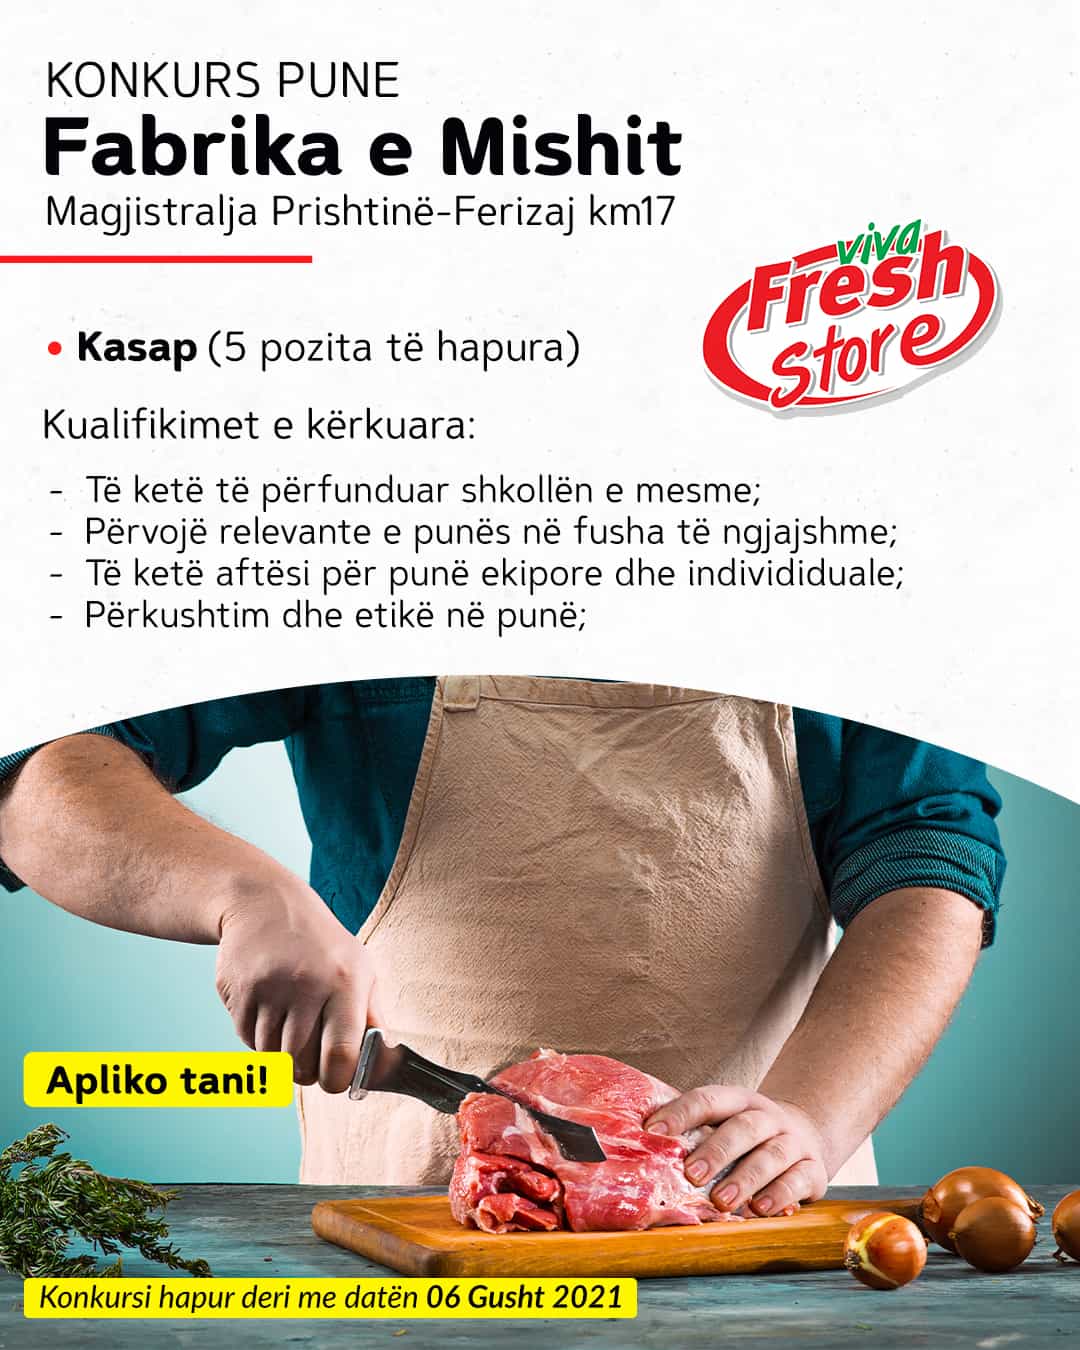 KONKURS PUNE
Fabrika e Mishit
Magjistralja Prishtinë-Ferizaj km17
viva
Fresh
Store
• Kasap (5 pozita të hapura)
Kualifikimet e kërkuara:
- Të ketë të përfunduar shkollën e mesme;
- Përvojë relevante e punës në fusha të ngjajshme;
- Të ketë aftësi për punë ekipore dhe individiduale;
- Përkushtim dhe etikë në punë;
Apliko tani!
Konkursi hapur deri me datën 06 Gusht 2021